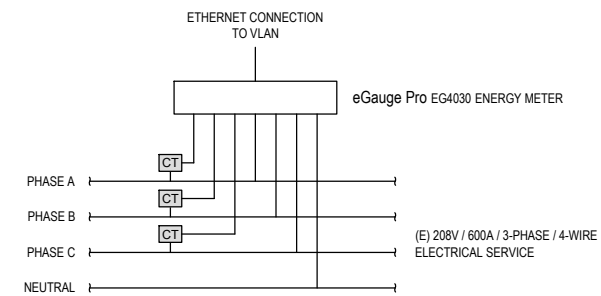 ETHERNET CONNECTION
TO VLAN
eGauge Pro EG4030 ENERGY METER
CT
PHASE A
CT
PHASE B
CT
PHASE C
(E) 208V / 600A / 3-PHASE / 4-WIRE
ELECTRICAL SERVICE
NEUTRAL